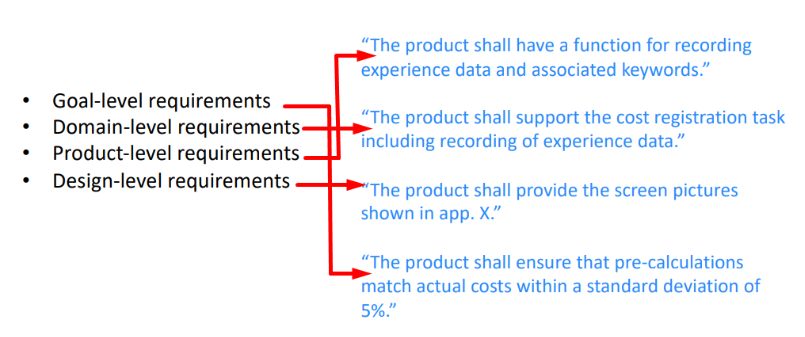 • Goal-level requirements
• Domain-level requirements
• Product-level requirements
• Design-level requirements
“The product shall have a function for recording
experience data and associated keywords.”
“The product shall support the cost registration task
including recording of experience data.”
“The product shall provide the screen pictures
shown in app. X.”
“The product shall ensure that pre-calculations
match actual costs within a standard deviation of
5%.”